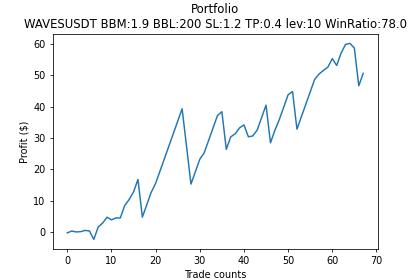 Portfolio
WAVESUSDT BBM:1.9 BBL:200 SL:1.2 TP:0.4 lev:10 WinRatio:78.0
60
50
40
30
20
10
0
Profit ($)
0 10 20 30 40 50 60 70
Trade counts